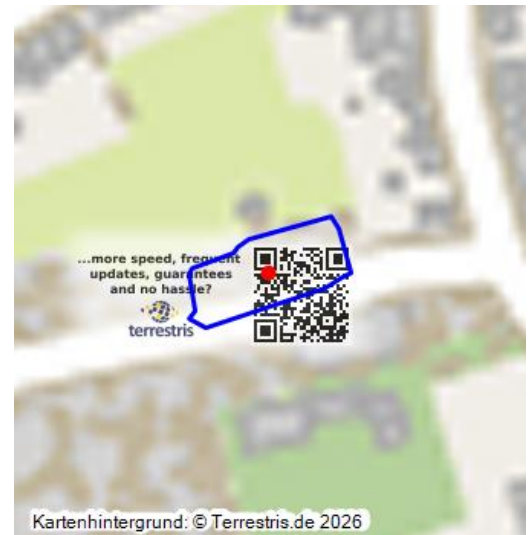 ...more speed, frequent
updates, guarantees
and no hassle?
terrestris
Kartenhintergrund: © Terrestris.de 2026